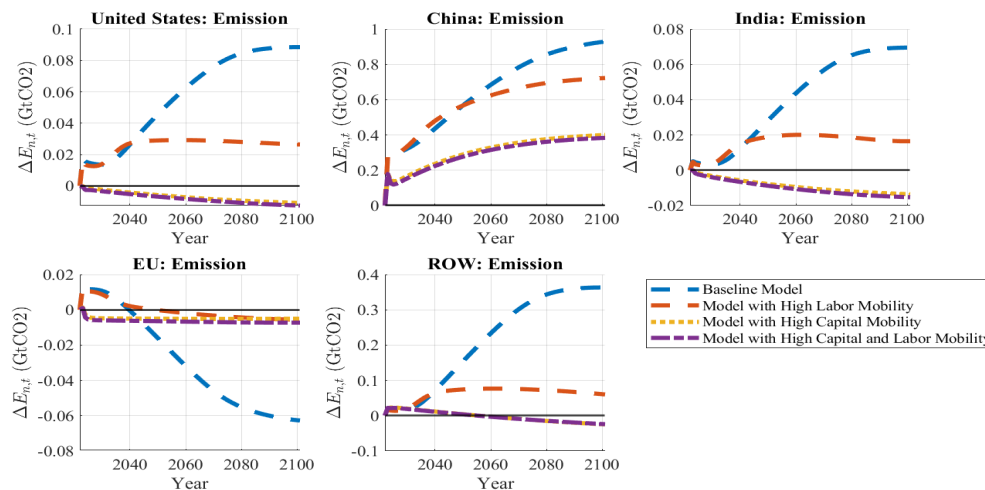 United States: Emission
ΔE_{n,t} (GtCO2)
0.1
0.08
0.06
0.04
0.02
0
2040 2060 2080 2100
Year
China: Emission
ΔE_{n,t} (GtCO2)
1
0.8
0.6
0.4
0.2
0
2040 2060 2080 2100
Year
India: Emission
ΔE_{n,t} (GtCO2)
0.08
0.06
0.04
0.02
0
-0.02
2040 2060 2080 2100
Year
EU: Emission
ΔE_{n,t} (GtCO2)
0.02
0
-0.02
-0.04
-0.06
-0.08
2040 2060 2080 2100
Year
ROW: Emission
ΔE_{n,t} (GtCO2)
0.4
0.3
0.2
0.1
0
-0.1
2040 2060 2080 2100
Year
Baseline Model
Model with High Labor Mobility
Model with High Capital Mobility
Model with High Capital and Labor Mobility